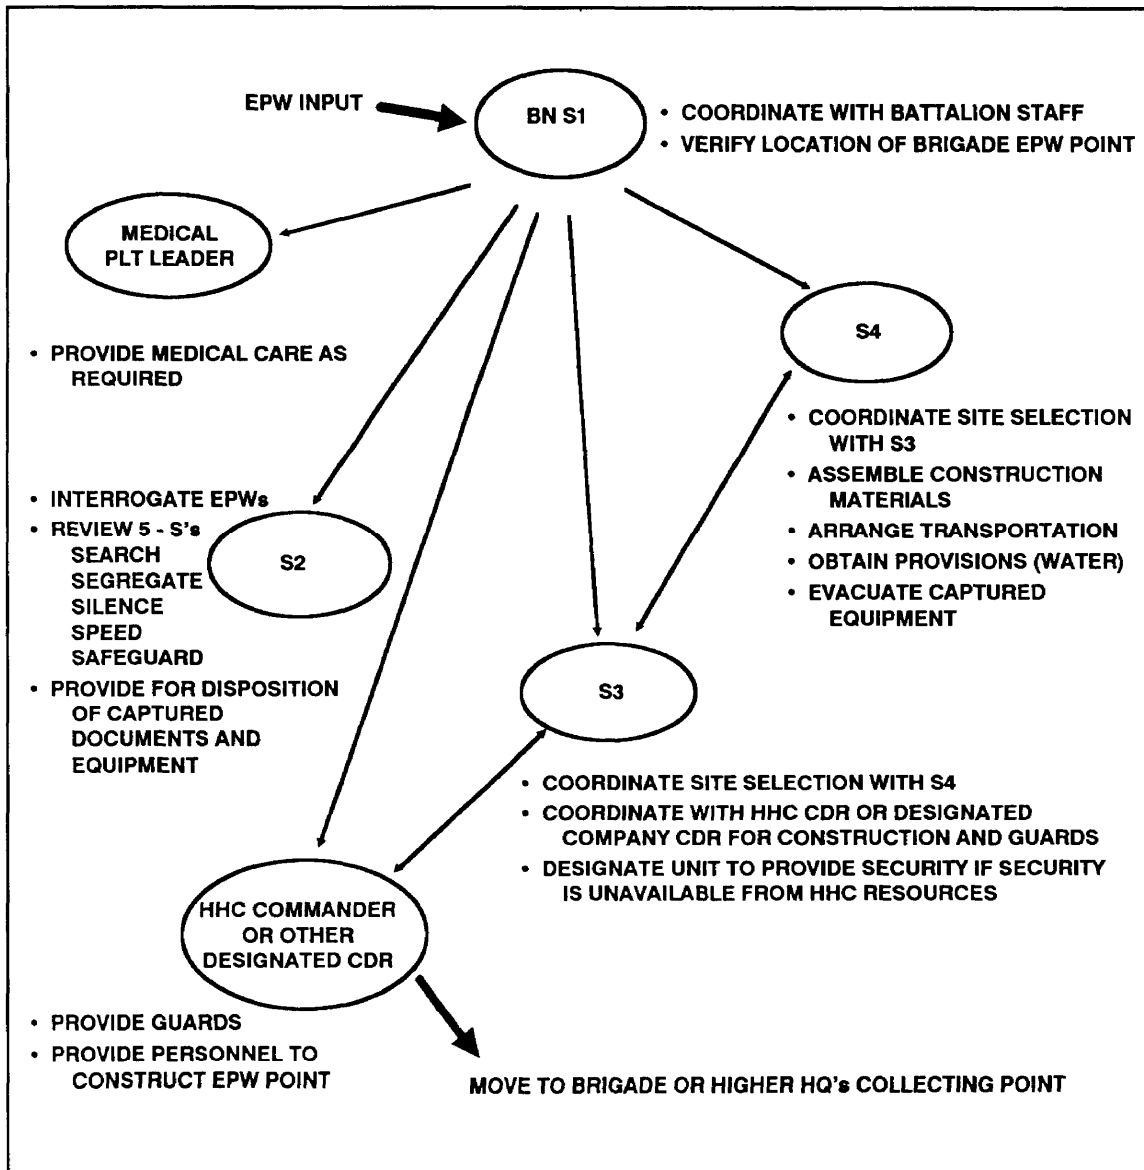 EPW INPUT
BN S1
• COORDINATE WITH BATTALION STAFF
• VERIFY LOCATION OF BRIGADE EPW POINT
MEDICAL
PLT LEADER
• PROVIDE MEDICAL CARE AS
REQUIRED
S4
• COORDINATE SITE SELECTION
WITH S3
• ASSEMBLE CONSTRUCTION
MATERIALS
• ARRANGE TRANSPORTATION
• OBTAIN PROVISIONS (WATER)
• EVACUATE CAPTURED
EQUIPMENT
• INTERROGATE EPWs
• REVIEW 5 - S's
SEARCH
SEGREGATE
SILENCE
SPEED
SAFEGUARD
• PROVIDE FOR DISPOSITION
OF CAPTURED
DOCUMENTS AND
EQUIPMENT
S2
S3
• COORDINATE SITE SELECTION WITH S4
• COORDINATE WITH HHC CDR OR DESIGNATED
COMPANY CDR FOR CONSTRUCTION AND GUARDS
• DESIGNATE UNIT TO PROVIDE SECURITY IF SECURITY
IS UNAVAILABLE FROM HHC RESOURCES
HHC COMMANDER
OR OTHER
DESIGNATED CDR
• PROVIDE GUARDS
• PROVIDE PERSONNEL TO
CONSTRUCT EPW POINT
MOVE TO BRIGADE OR HIGHER HQ's COLLECTING POINT